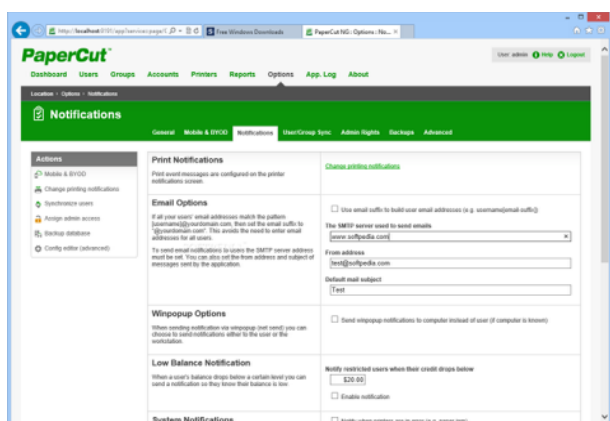 http://localhost:9191/app?service=page/C
Free Windows Downloads
PaperCut NG : Options : No...
PaperCut
User: admin Help Logout
Dashboard Users Groups Accounts Printers Reports Options App. Log About
Location › Options › Notifications
Notifications
General Mobile & BYOD Notifications User/Group Sync Admin Rights Backups Advanced
Actions
Mobile & BYOD
Change printing notifications
Synchronize users
Assign admin access
Backup database
Config editor (advanced)
Print Notifications
Print event messages are configured on the printer
notifications screen.
Change printing notifications
Email Options
If all your users' email addresses match the pattern
[username]@yourdomain.com, then set the email suffix to
"@yourdomain.com". This avoids the need to enter email
addresses for all users.
To send email notifications to users the SMTP server address
must be set. You can also set the from address and subject of
messages sent by the application.
Use email suffix to build user email addresses (e.g. username[email-suffix])
The SMTP server used to send emails
www.softpedia.com
From address
test@softpedia.com
Default mail subject
Test
Winpopup Options
When sending notification via winpopup (net send) you can
choose to send notifications either to the user or the
workstation.
Send winpopup notifications to computer instead of user (if computer is known)
Low Balance Notification
When a user's balance drops below a certain level you can
send a notification so they know their balance is low.
Notify restricted users when their credit drops below
$20.00
Enable notification
System Notifications